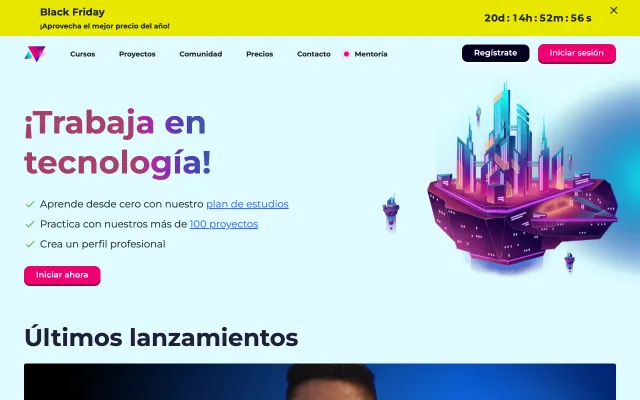 Black Friday
¡Aprovecha el mejor precio del año!
20d : 14h : 52m : 56s
Cursos
Proyectos
Comunidad
Precios
Contacto
Mentoría
Regístrate
Iniciar sesión
¡Trabaja en
tecnología!
Aprende desde cero con nuestro plan de estudios
Practica con nuestros más de 100 proyectos
Crea un perfil profesional
Iniciar ahora
Últimos lanzamientos